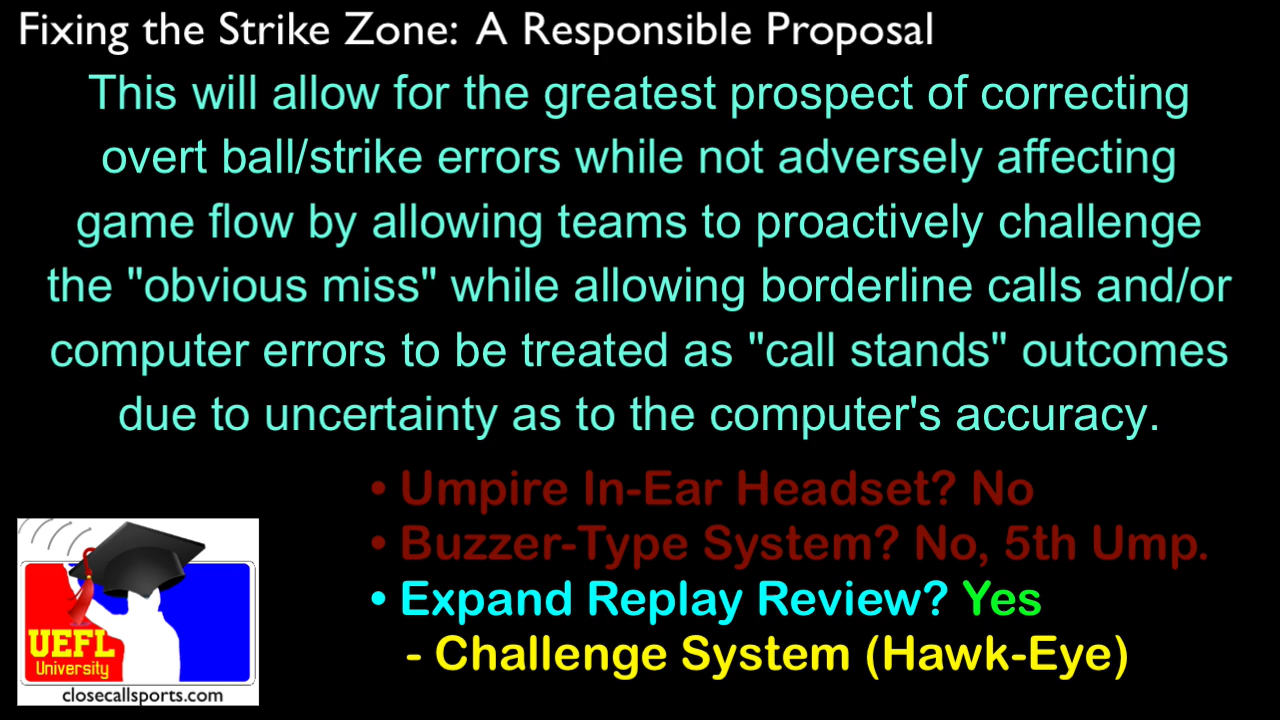 Fixing the Strike Zone:  A Responsible Proposal
This will allow for the greatest prospect of correcting
overt ball/strike errors while not adversely affecting
game flow by allowing teams to proactively challenge
the "obvious miss" while allowing borderline calls and/or
computer errors to be treated as "call stands" outcomes
due to uncertainty as to the computer's accuracy.
• Umpire In-Ear Headset? No
• Buzzer-Type System? No, 5th Ump.
• Expand Replay Review? Yes
- Challenge System (Hawk-Eye)
UEFL
University
closecallsports.com